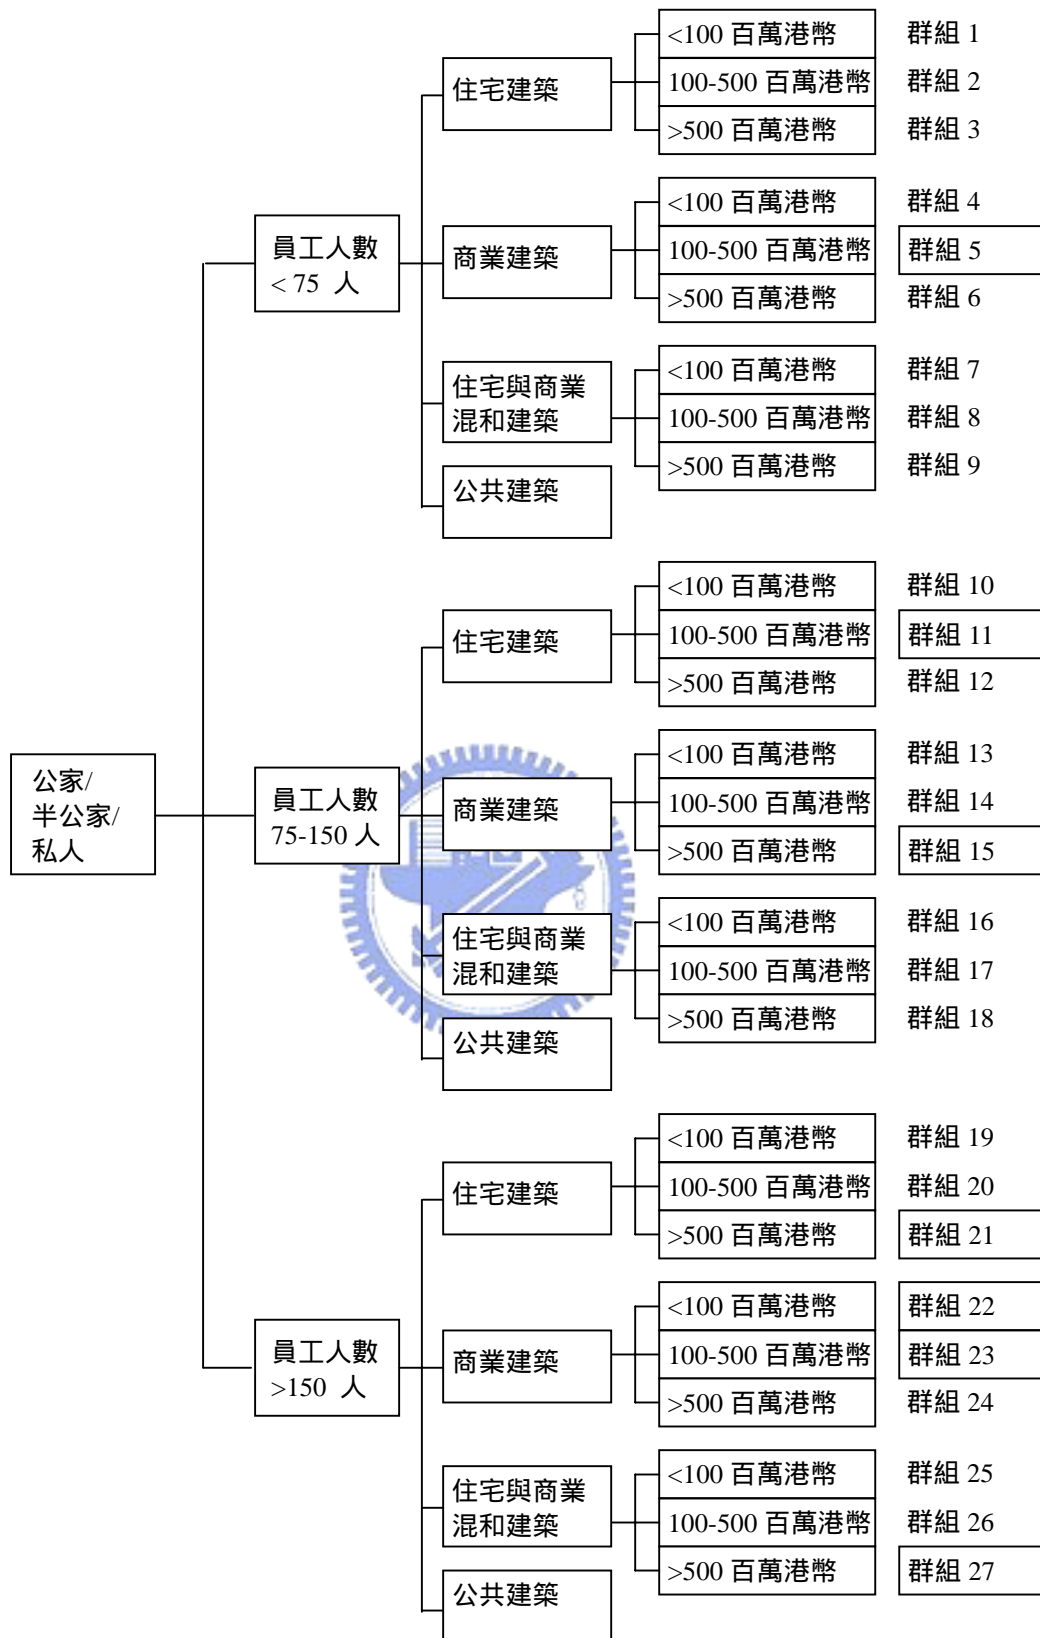 公家/
半公家/
私人
員工人數
< 75 人
住宅建築
<100 百萬港幣 群組 1
100-500 百萬港幣 群組 2
>500 百萬港幣 群組 3
商業建築
<100 百萬港幣 群組 4
100-500 百萬港幣 群組 5
>500 百萬港幣 群組 6
住宅與商業
混和建築
<100 百萬港幣 群組 7
100-500 百萬港幣 群組 8
>500 百萬港幣 群組 9
公共建築
員工人數
75-150 人
住宅建築
<100 百萬港幣 群組 10
100-500 百萬港幣 群組 11
>500 百萬港幣 群組 12
商業建築
<100 百萬港幣 群組 13
100-500 百萬港幣 群組 14
>500 百萬港幣 群組 15
住宅與商業
混和建築
<100 百萬港幣 群組 16
100-500 百萬港幣 群組 17
>500 百萬港幣 群組 18
公共建築
員工人數
>150 人
住宅建築
<100 百萬港幣 群組 19
100-500 百萬港幣 群組 20
>500 百萬港幣 群組 21
商業建築
<100 百萬港幣 群組 22
100-500 百萬港幣 群組 23
>500 百萬港幣 群組 24
住宅與商業
混和建築
<100 百萬港幣 群組 25
100-500 百萬港幣 群組 26
>500 百萬港幣 群組 27
公共建築